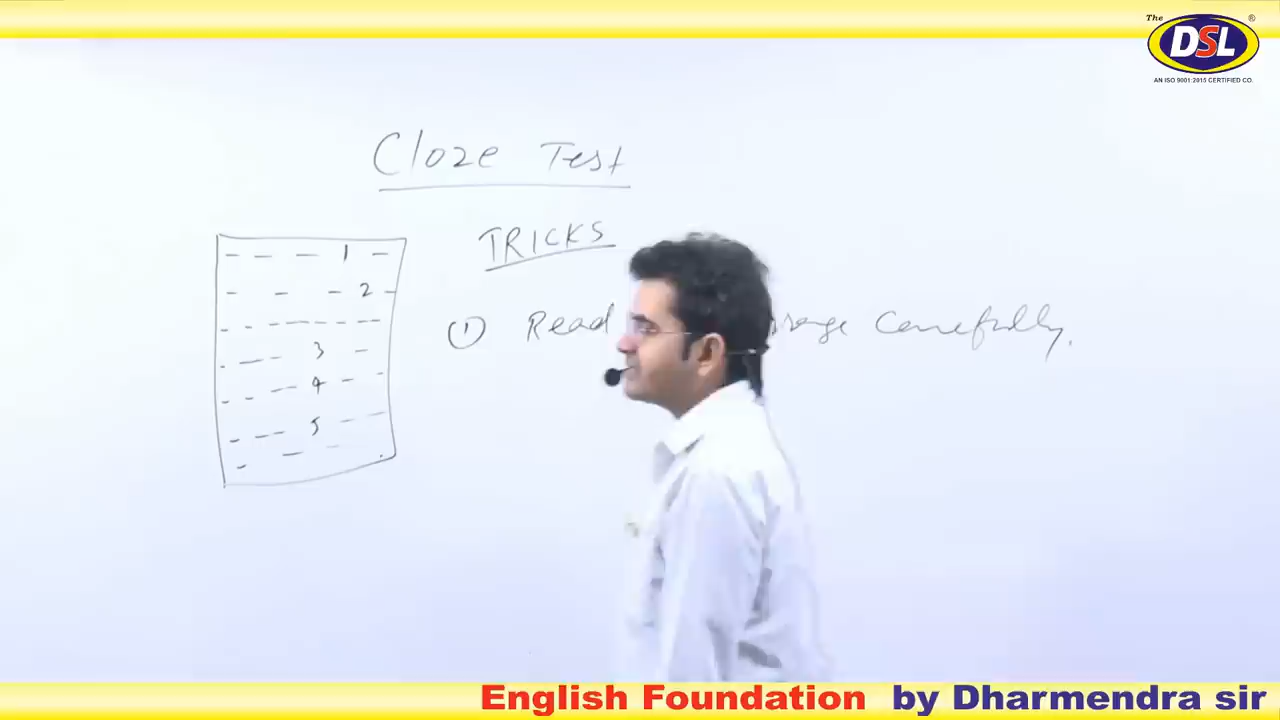 The
DSL
®
AN ISO 9001:2015 CERTIFIED CO.
Cloze Test
TRICKS
1
2
3
4
5
① Read Carefully.
English Foundation by Dharmendra sir